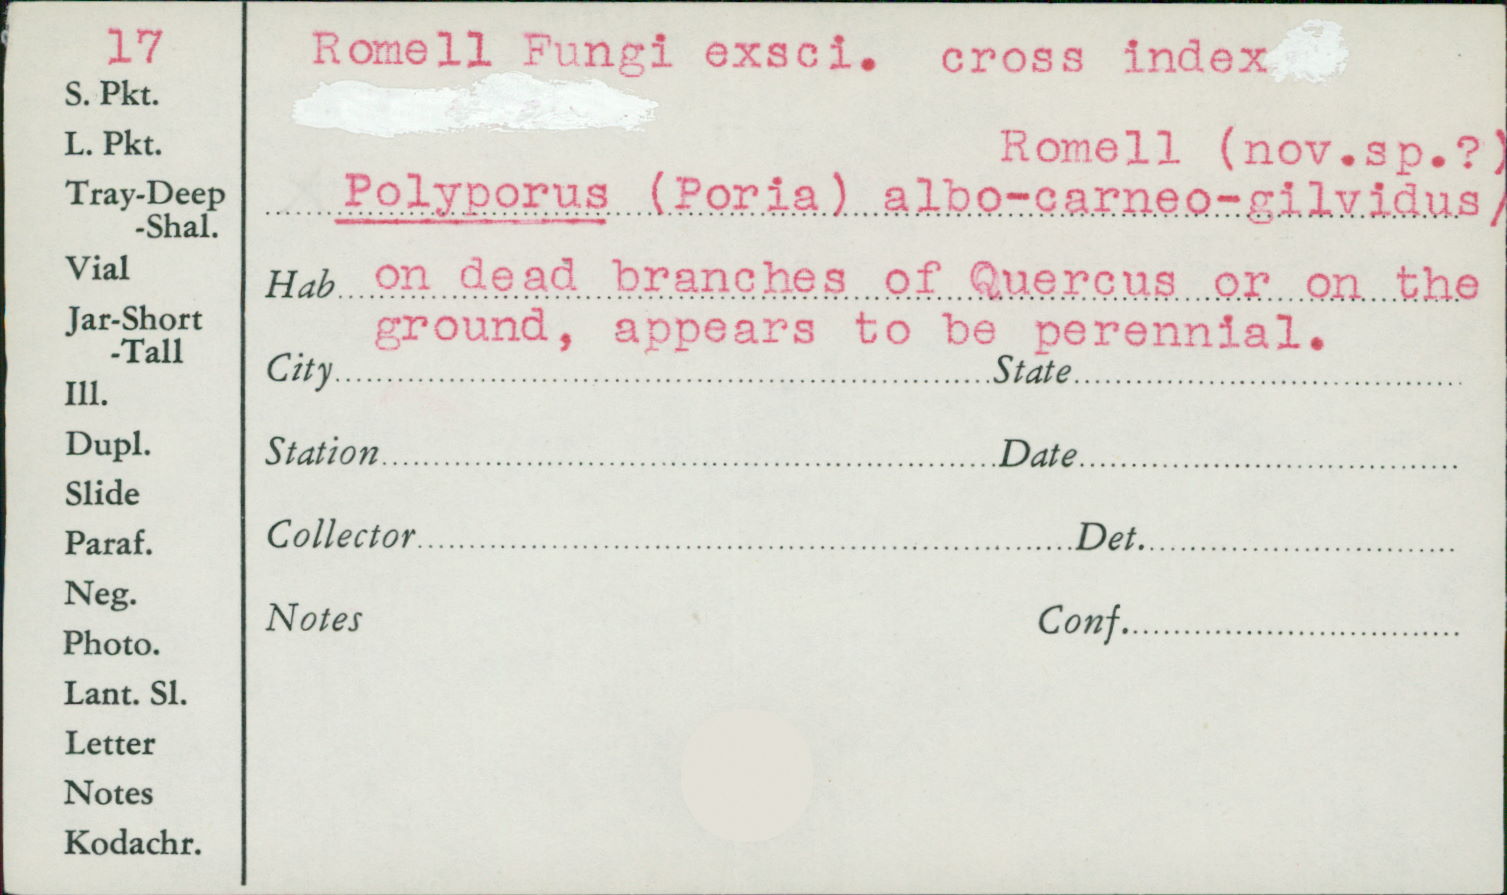 17
S. Pkt.
L. Pkt.
Tray-Deep
-Shal.
Vial
Jar-Short
-Tall
Ill.
Dupl.
Slide
Paraf.
Neg.
Photo.
Lant. Sl.
Letter
Notes
Kodachr.
Romell Fungi exsci. cross index
Romell (nov.sp.?)
Polyporus (Poria) albo-carneo-gilvidus/
Hab. on dead branches of Quercus or on the
ground, appears to be perennial.
City State
Station Date
Collector Det.
Notes Conf.